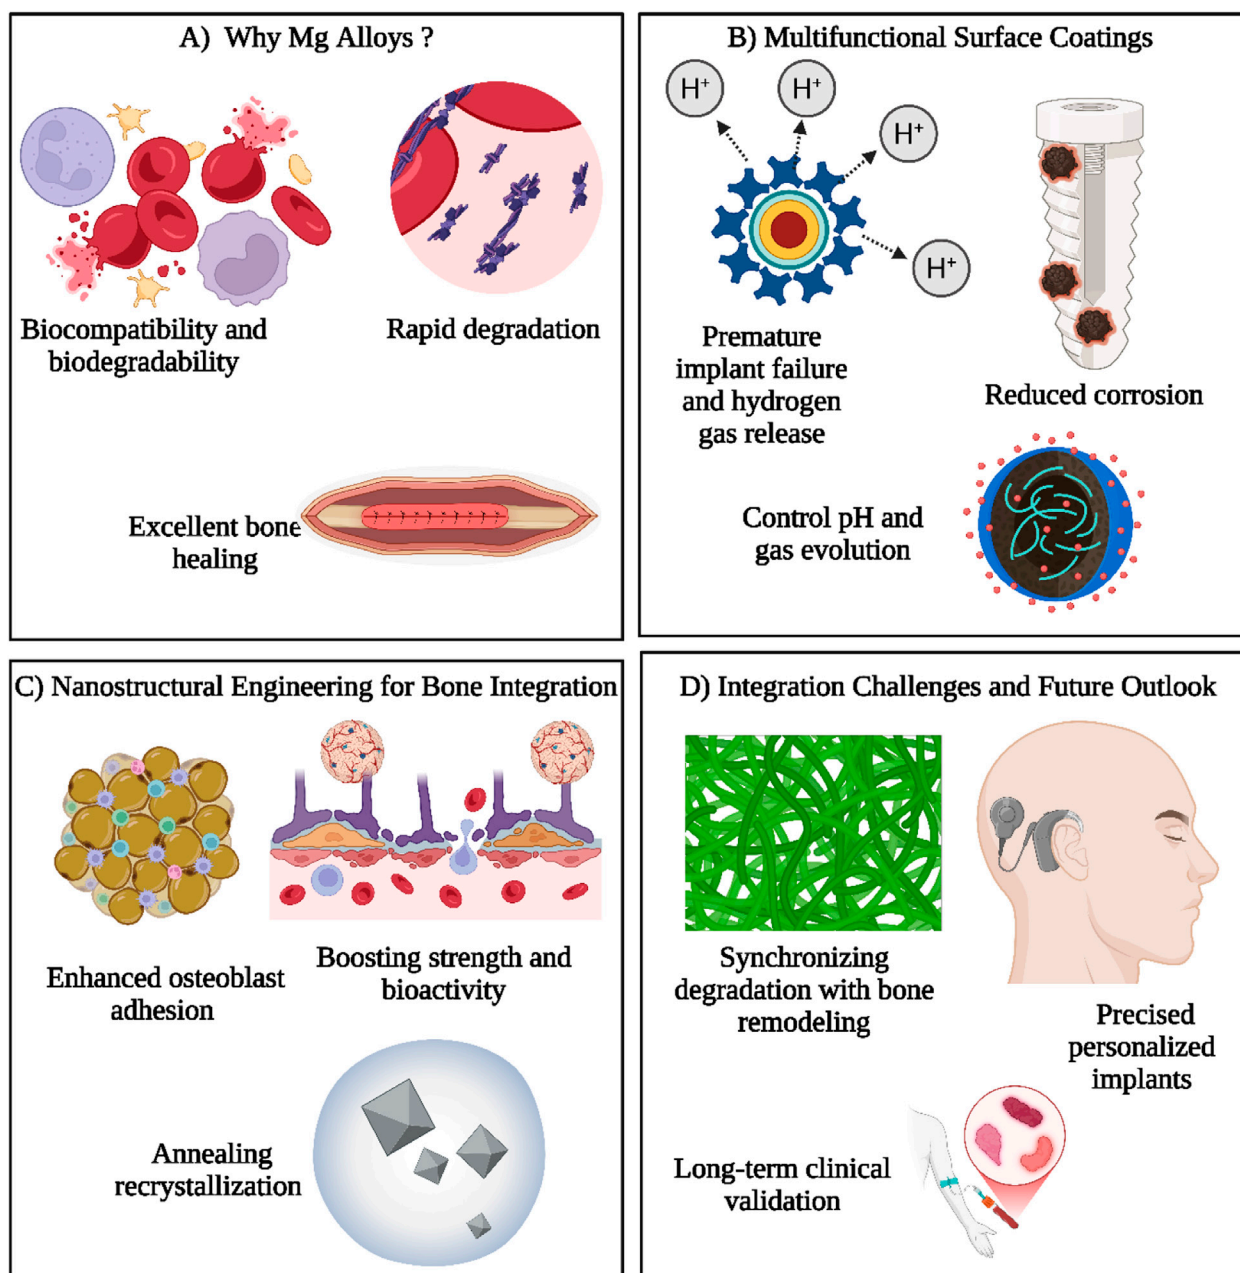 A) Why Mg Alloys ?
Biocompatibility and
biodegradability
Rapid degradation
Excellent bone
healing
B) Multifunctional Surface Coatings
H+
H+
H+
H+
Premature
implant failure
and hydrogen
gas release
Reduced corrosion
Control pH and
gas evolution
C) Nanostructural Engineering for Bone Integration
Enhanced osteoblast
adhesion
Boosting strength and
bioactivity
Annealing
recrystallization
D) Integration Challenges and Future Outlook
Synchronizing
degradation with bone
remodeling
Precised
personalized
implants
Long-term clinical
validation